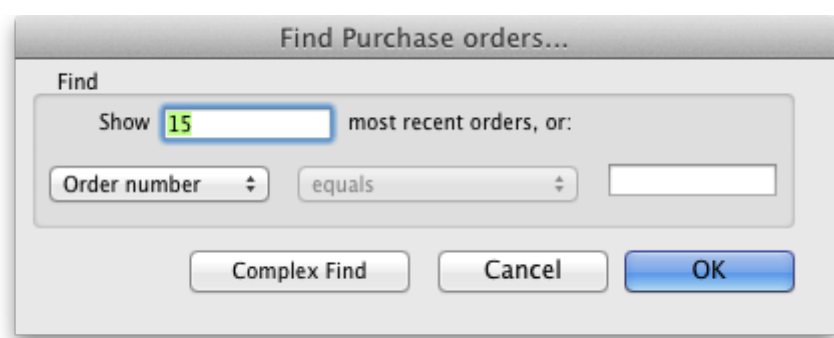 Find Purchase orders...
Find
Show 15 most recent orders, or:
Order number equals
Complex Find Cancel OK